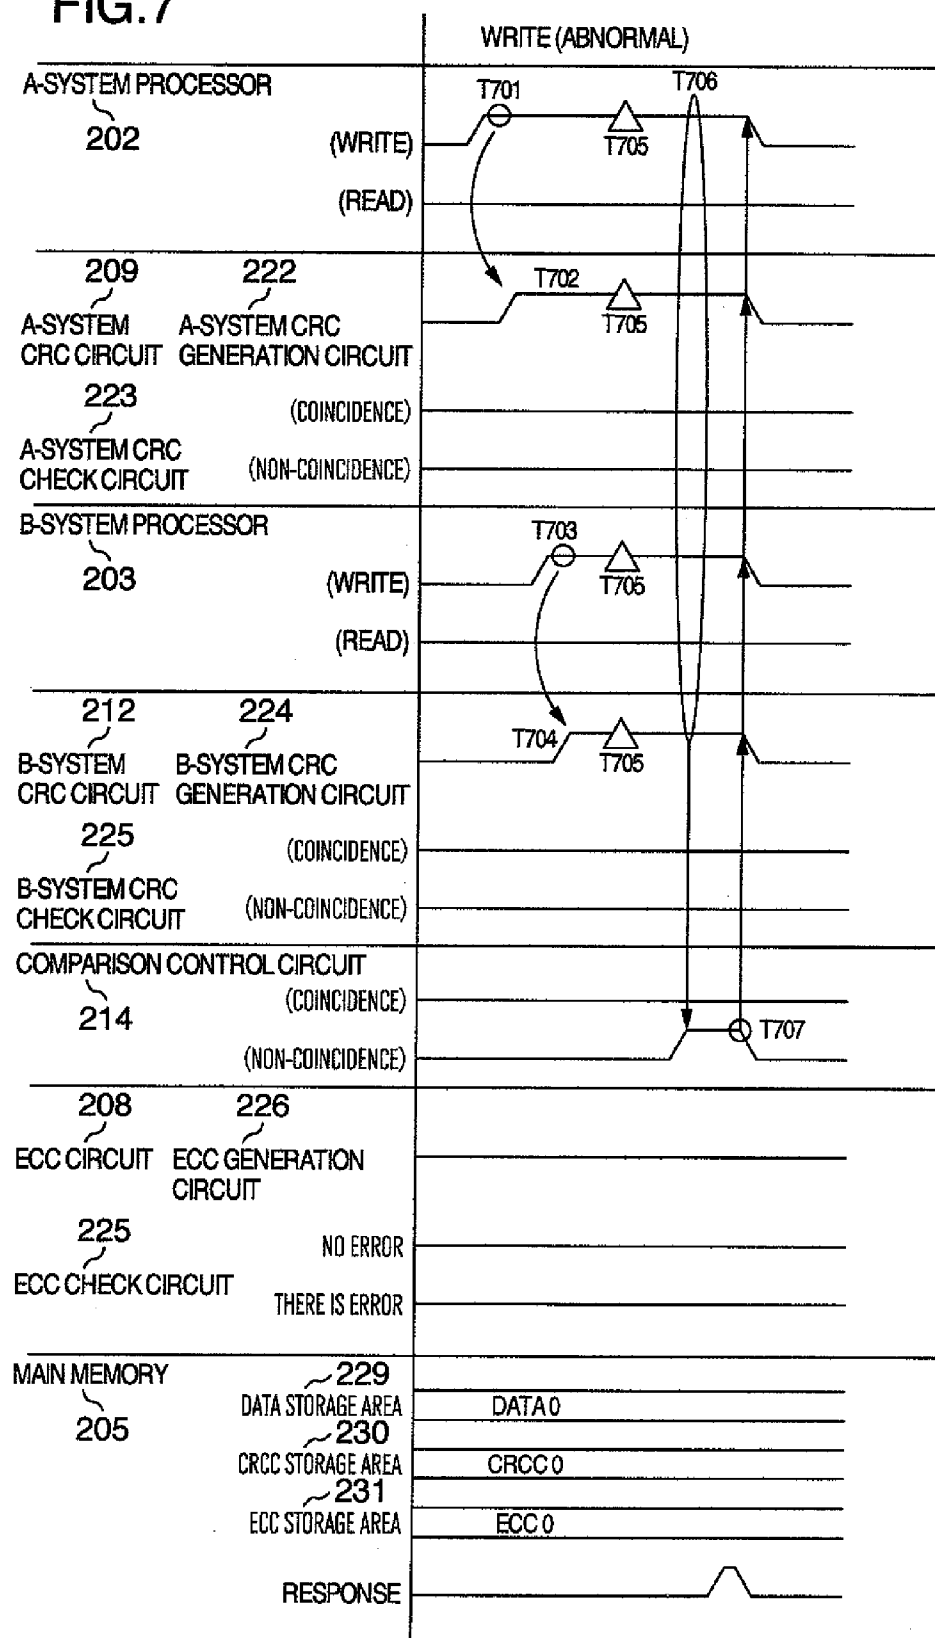 FIG.7
WRITE (ABNORMAL)
A-SYSTEM PROCESSOR
202
T701
T706
(WRITE)
T705
(READ)
209
222
T702
A-SYSTEM
CRC CIRCUIT
A-SYSTEM CRC
GENERATION CIRCUIT
T705
223
(COINCIDENCE)
A-SYSTEM CRC
CHECK CIRCUIT
(NON-COINCIDENCE)
B-SYSTEM PROCESSOR
203
T703
(WRITE)
T705
(READ)
212
224
T704
T705
B-SYSTEM
CRC CIRCUIT
B-SYSTEM CRC
GENERATION CIRCUIT
225
(COINCIDENCE)
B-SYSTEM CRC
CHECK CIRCUIT
(NON-COINCIDENCE)
COMPARISON CONTROL CIRCUIT
214
(COINCIDENCE)
T707
(NON-COINCIDENCE)
208
226
ECC CIRCUIT
ECC GENERATION
CIRCUIT
225
NO ERROR
ECC CHECK CIRCUIT
THERE IS ERROR
MAIN MEMORY
205
229
DATA STORAGE AREA
DATA 0
230
CRCC STORAGE AREA
CRCC 0
231
ECC STORAGE AREA
ECC 0
RESPONSE